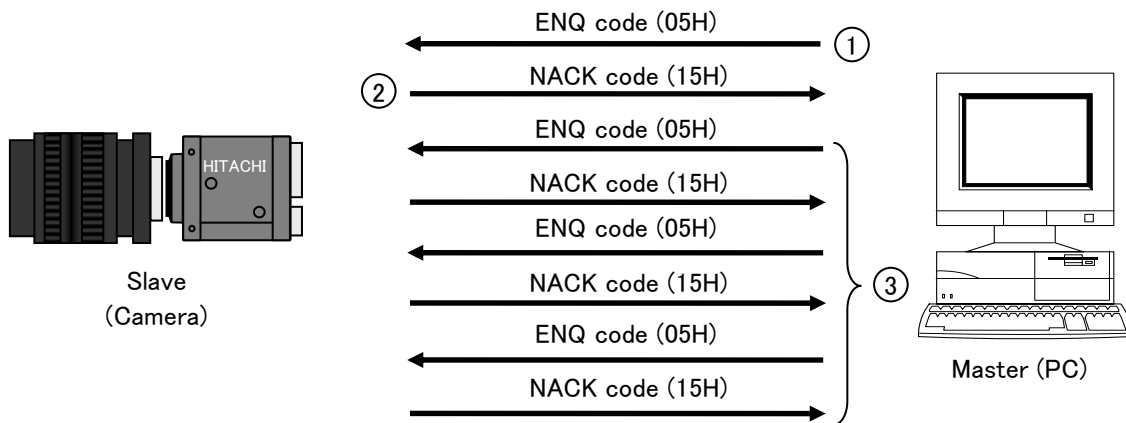 ENQ code (05H)
①
② NACK code (15H)
ENQ code (05H)
HITACHI
NACK code (15H)
ENQ code (05H)
Slave
(Camera)
NACK code (15H)
③
ENQ code (05H)
Master (PC)
NACK code (15H)